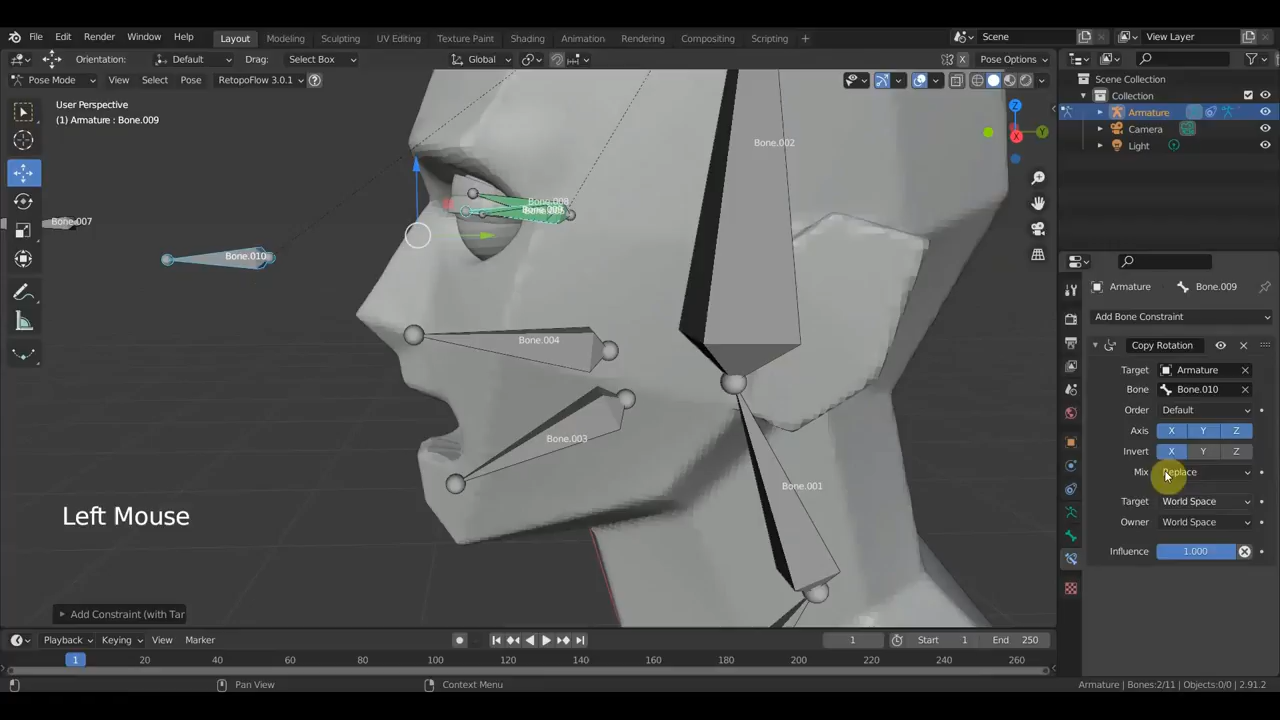 File Edit Render Window Help Layout Modeling Sculpting UV Editing Texture Paint Shading Animation Rendering Compositing Scripting + Scene View Layer
Orientation: Default Drag: Select Box Global Pose Options
Pose Mode View Select Pose RetopoFlow 3.0.1
User Perspective
(1) Armature : Bone.009
Scene Collection
Collection
Armature
Camera
Light
Bone.002
Bone.008
Bone.007
Bone.010
Bone.004
Bone.003
Bone.001
X
Y
Z
Left Mouse
Add Constraint (with Tar
Armature Bone.009
Add Bone Constraint
Copy Rotation
Target Armature
Bone Bone.010
Order Default
Axis X Y Z
Invert X Y Z
Mix Replace
Target World Space
Owner World Space
Influence 1.000
Playback Keying View Marker 1 Start 1 End 250
1 20 40 60 80 100 120 140 160 180 200 220 240 260
Pan View Context Menu Armature | Bones:2/11 | Objects:0/0 | 2.91.2